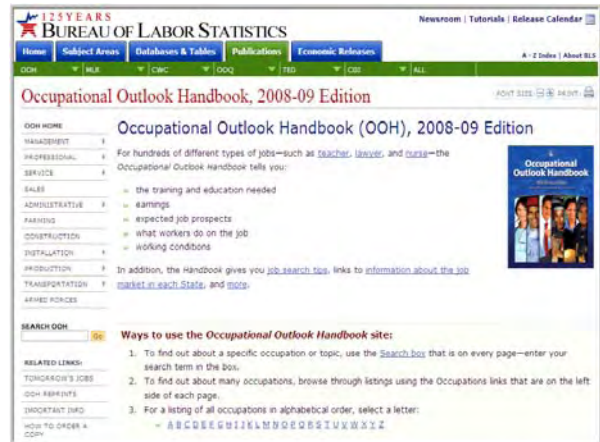 125 YEARS
BUREAU OF LABOR STATISTICS
Newsroom | Tutorials | Release Calendar
Home
Subject Areas
Databases & Tables
Publications
Economic Releases
A - Z Index | About BLS
OOH
MLR
CWC
OOQ
TED
CBI
ALL
Occupational Outlook Handbook, 2008-09 Edition
FONT SIZE: PRINT:
OOH HOME
MANAGEMENT
PROFESSIONAL
SERVICE
SALES
ADMINISTRATIVE
FARMING
CONSTRUCTION
INSTALLATION
PRODUCTION
TRANSPORTATION
ARMED FORCES
SEARCH OOH
Go
RELATED LINKS:
TOMORROW'S JOBS
OOH REPRINTS
IMPORTANT INFO
HOW TO ORDER A
COPY
Occupational Outlook Handbook (OOH), 2008-09 Edition
For hundreds of different types of jobs—such as teacher, lawyer, and nurse—the
Occupational Outlook Handbook tells you:
the training and education needed
earnings
expected job prospects
what workers do on the job
working conditions
In addition, the Handbook gives you job search tips, links to information about the job
market in each State, and more.
Occupational
Outlook Handbook
Ways to use the Occupational Outlook Handbook site:
1. To find out about a specific occupation or topic, use the Search box that is on every page—enter your
search term in the box.
2. To find out about many occupations, browse through listings using the Occupations links that are on the left
side of each page.
3. For a listing of all occupations in alphabetical order, select a letter:
A B C D E F G H I J K L M N O P Q R S T U V W X Y Z